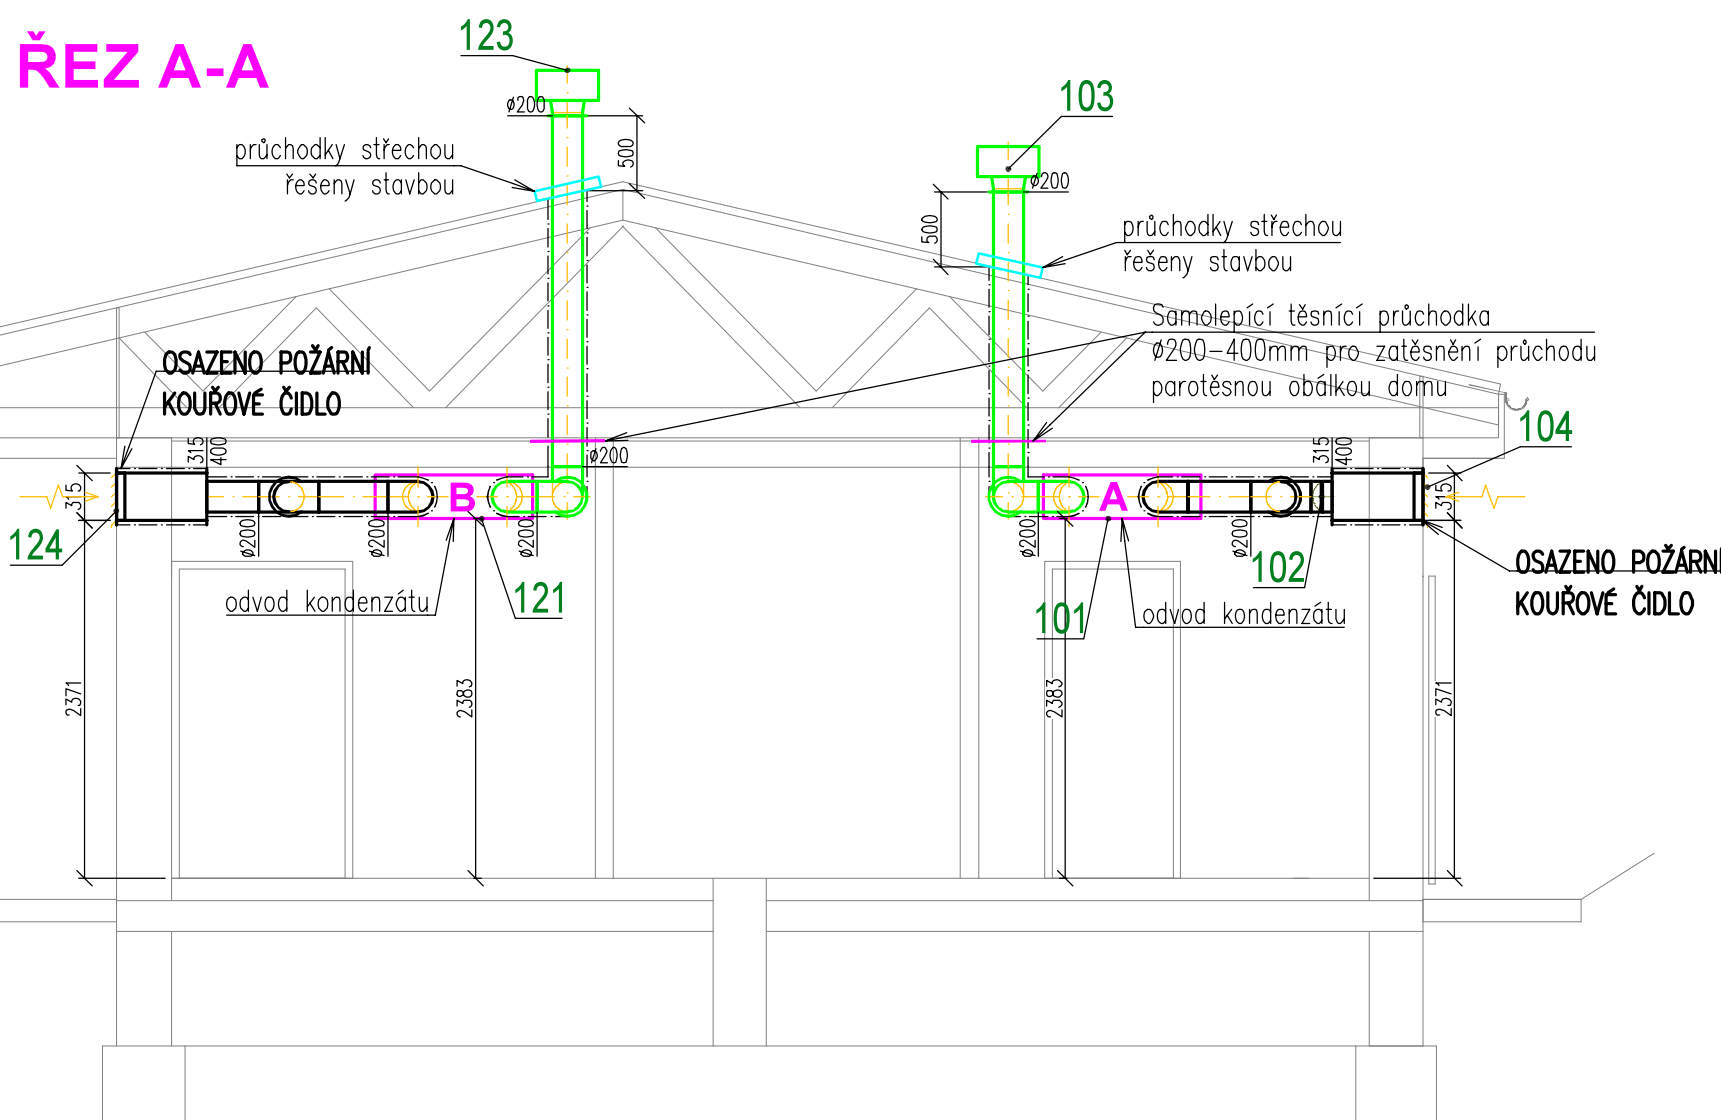 ŘEZ A-A
123
103
ø200
500
průchodky střechou
řešeny stavbou
ø200
500
průchodky střechou
řešeny stavbou
Samolepící těsnící průchodka
Ø200-400mm pro zatěsnění průchodu
parotěsnou obálkou domu
OSAZENO POŽÁRNÍ
KOUŘOVÉ ČIDLO
104
315
400
ø200
315
400
315
B
A
315
124
ø200
ø200
ø200
ø200
ø200
102
OSAZENO POŽÁRNÍ
KOUŘOVÉ ČIDLO
odvod kondenzátu
121
101
odvod kondenzátu
2371
2383
2383
2371